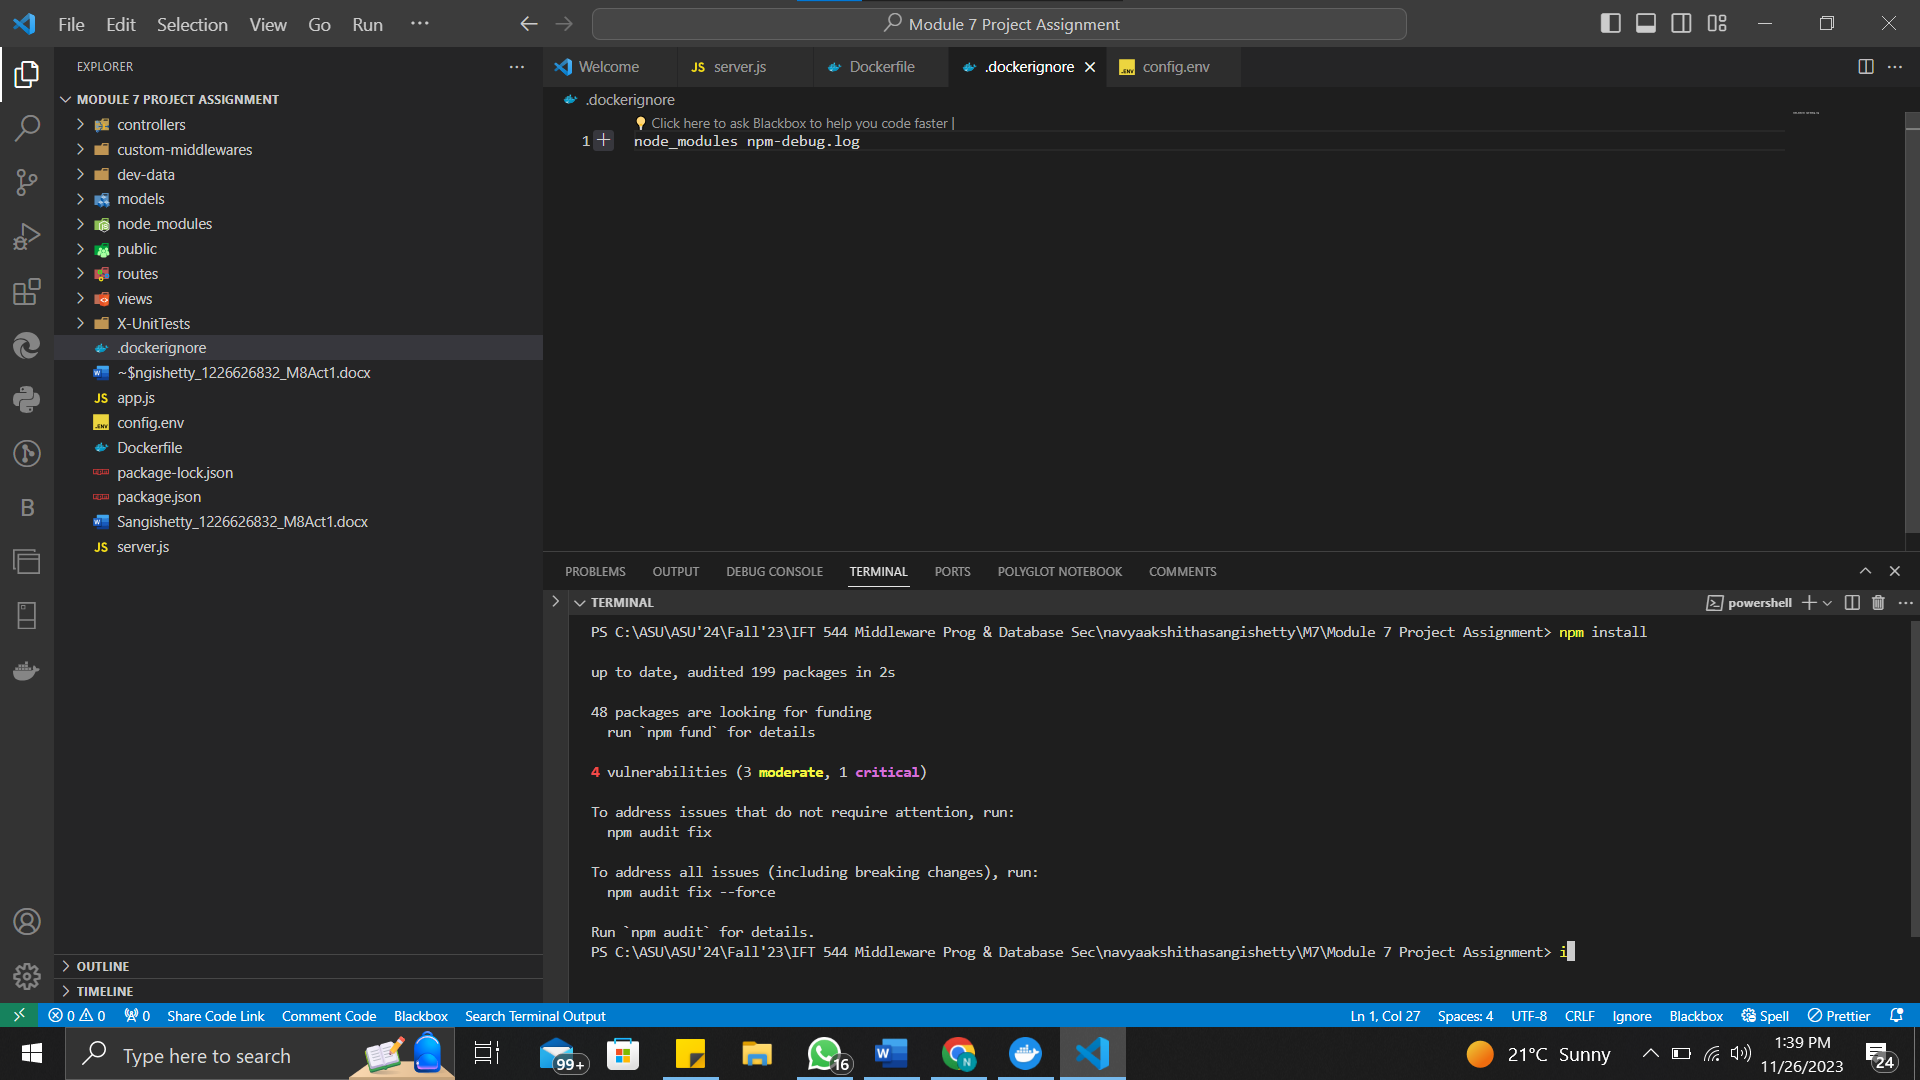 File Edit Selection View Go Run ···
Module 7 Project Assignment
EXPLORER
MODULE 7 PROJECT ASSIGNMENT
controllers
custom-middlewares
dev-data
models
node_modules
public
routes
views
X-UnitTests
.dockerignore
~$ngishetty_1226626832_M8Act1.docx
JS app.js
config.env
Dockerfile
package-lock.json
package.json
Sangishetty_1226626832_M8Act1.docx
JS server.js
OUTLINE
TIMELINE
Welcome
JS server.js
Dockerfile
.dockerignore
config.env
.dockerignore
Click here to ask Blackbox to help you code faster |
1 node_modules npm-debug.log
PROBLEMS OUTPUT DEBUG CONSOLE TERMINAL PORTS POLYGLOT NOTEBOOK COMMENTS
TERMINAL
powershell
PS C:\ASU\ASU'24\Fall'23\IFT 544 Middleware Prog & Database Sec\navyaakshithasangishetty\M7\Module 7 Project Assignment> npm install
up to date, audited 199 packages in 2s
48 packages are looking for funding
run `npm fund` for details
4 vulnerabilities (3 moderate, 1 critical)
To address issues that do not require attention, run:
npm audit fix
To address all issues (including breaking changes), run:
npm audit fix --force
Run `npm audit` for details.
PS C:\ASU\ASU'24\Fall'23\IFT 544 Middleware Prog & Database Sec\navyaakshithasangishetty\M7\Module 7 Project Assignment> i
0 0 0 Share Code Link Comment Code Blackbox Search Terminal Output
Ln 1, Col 27 Spaces: 4 UTF-8 CRLF Ignore Blackbox Spell Prettier
Type here to search
99+
16
N
21°C Sunny
1:39 PM
11/26/2023
24